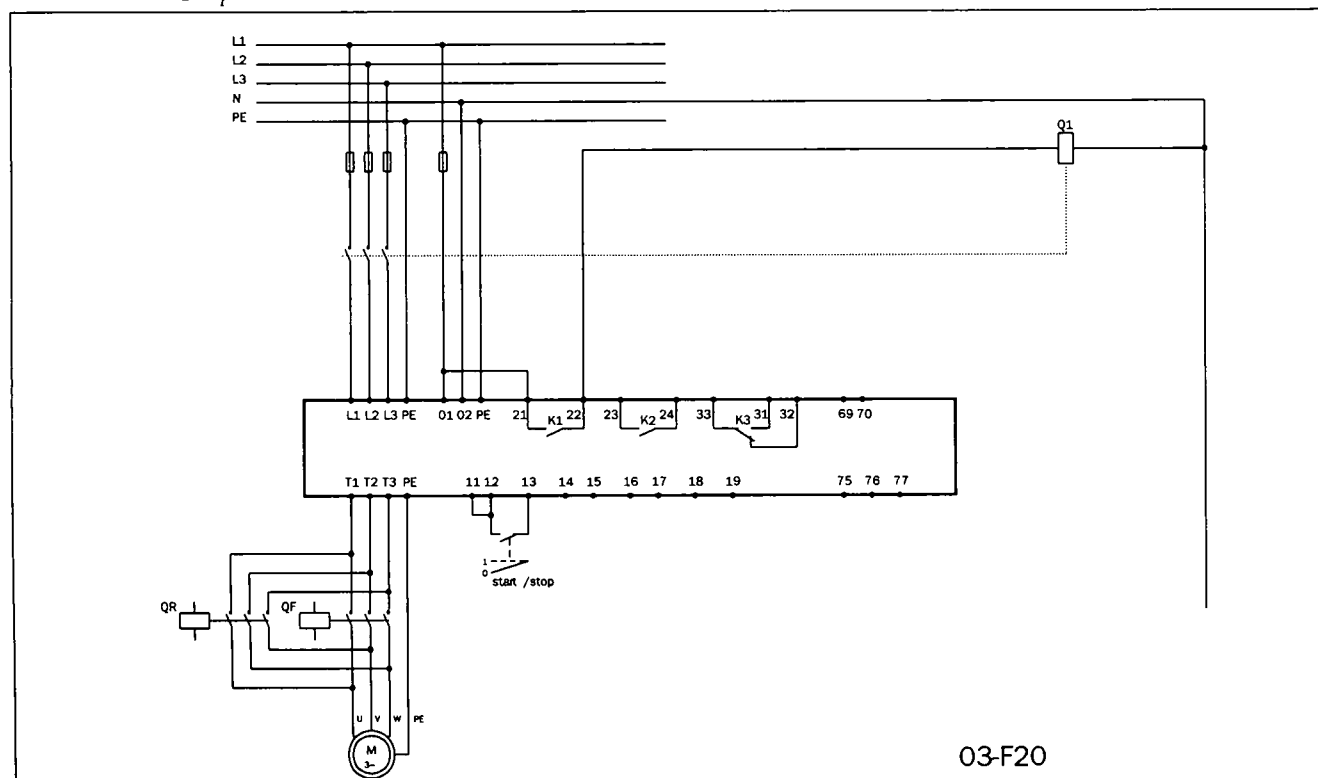 L1
L2
L3
N
PE
Q1
L1 L2 L3 PE 01 02 PE 21 K1 22 23 K2 24 33 K3 31 32 69 70
T1 T2 T3 PE 11 L2 13 14 15 16 17 18 19 75 76 77
1
0
start /stop
QR QF
U V W PE
M
3~
03-F20